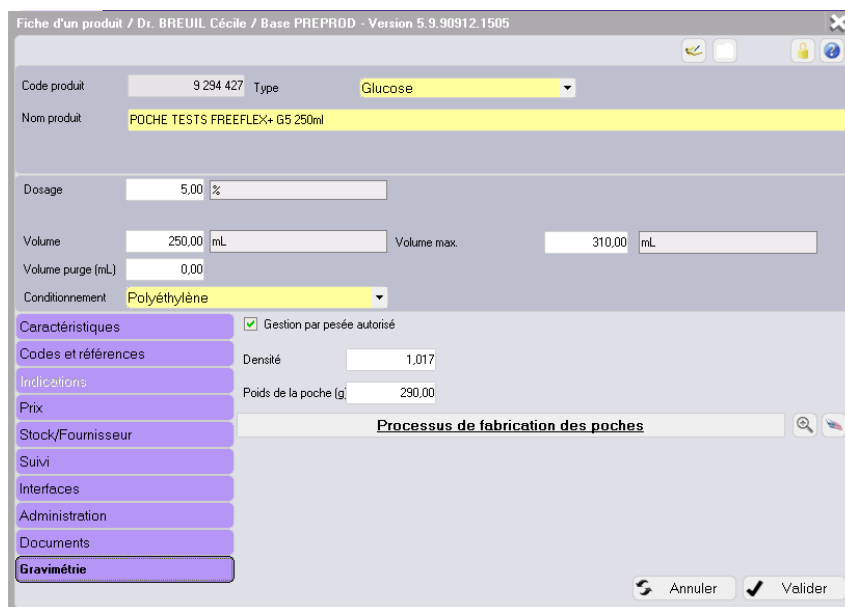 Fiche d'un produit / Dr. BREUIL Cécile / Base PREPROD - Version 5.9.90912.1505
Code produit 9 294 427 Type Glucose
Nom produit POCHE TESTS FREEFLEX+ G5 250ml
Dosage 5,00 %
Volume 250,00 mL Volume max. 310,00 mL
Volume purge (mL) 0,00
Conditionnement Polyéthylène
Caractéristiques
Gestion par pesée autorisé
Codes et références
Densité 1,017
Indications
Poids de la poche (g) 290,00
Prix
Processus de fabrication des poches
Stock/Fournisseur
Suivi
Interfaces
Administration
Documents
Gravimétrie
Annuler Valider